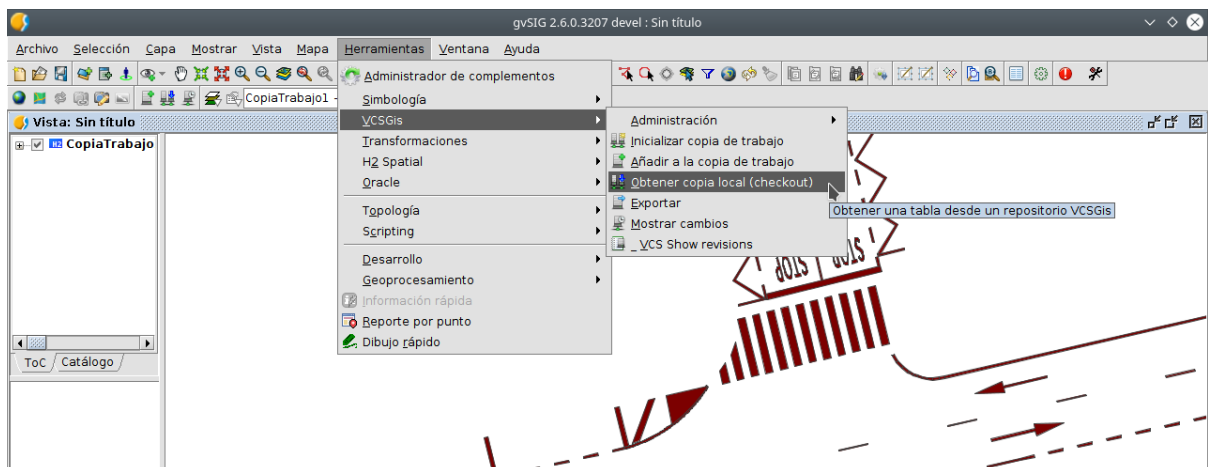 gvSIG 2.6.0.3207 devel : Sin título
Archivo Selección Capa Mostrar Vista Mapa Herramientas Ventana Ayuda
CopiaTrabajo1 -
Vista: Sin título
CopiaTrabajo
ToC Catálogo
Administrador de complementos
Simbología
VCSGis
Transformaciones
H2 Spatial
Oracle
Topología
Scripting
Desarrollo
Geoprocesamiento
Información rápida
Reporte por punto
Dibujo rápido
Administración
Inicializar copia de trabajo
Añadir a la copia de trabajo
Obtener copia local (checkout)
Exportar
Mostrar cambios
_ VCS Show revisions
Obtener una tabla desde un repositorio VCSGis
STOP STOP